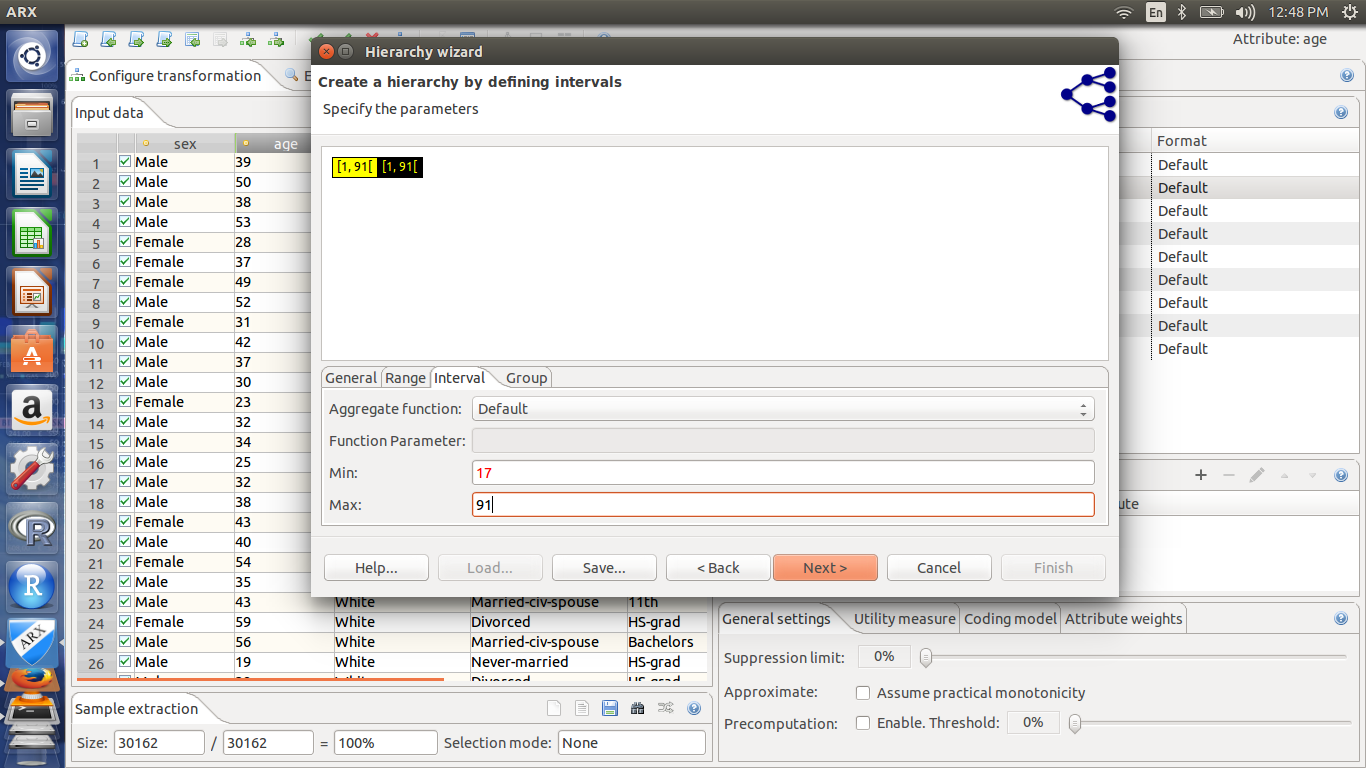 ARX
En
12:48 PM
Attribute: age
Configure transformation
Input data
sex age
1 Male 39
2 Male 50
3 Male 38
4 Male 53
5 Female 28
6 Female 37
7 Female 49
8 Male 52
9 Female 31
10 Male 42
11 Male 37
12 Male 30
13 Female 23
14 Male 32
15 Male 34
16 Male 25
17 Male 32
18 Male 38
19 Female 43
20 Male 40
21 Female 54
22 Male 35
23 Male 43 White Married-civ-spouse 11th
24 Female 59 White Divorced HS-grad
25 Male 56 White Married-civ-spouse Bachelors
26 Male 19 White Never-married HS-grad
Sample extraction
Size: 30162 / 30162 = 100% Selection mode: None
Hierarchy wizard
Create a hierarchy by defining intervals
Specify the parameters
[1, 91[ [1, 91[
General Range Interval Group
Aggregate function: Default
Function Parameter:
Min: 17
Max: 91
Help... Load... Save... < Back Next > Cancel Finish
Format
Default
Default
Default
Default
Default
Default
Default
Default
Default
General settings Utility measure Coding model Attribute weights
Suppression limit: 0%
Approximate: Assume practical monotonicity
Precomputation: Enable. Threshold: 0%
a
R
R
ARX